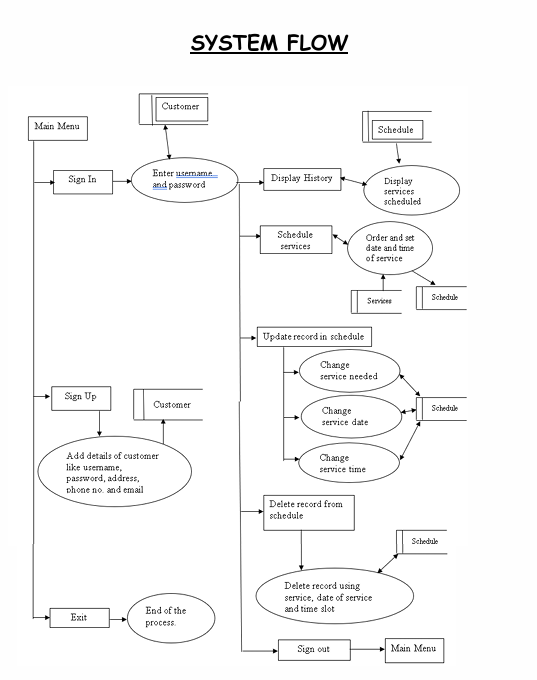 SYSTEM FLOW
Customer
Main Menu
Schedule
Sign In
Enter username
and password
Display History
Display
services
scheduled
Schedule
services
Order and set
date and time
of service
Services
Schedule
Update record in schedule
Change
service needed
Sign Up
Customer
Change
service date
Schedule
Add details of customer
like username,
password, address,
phone no. and email
Change
service time
Delete record from
schedule
Schedule
Delete record using
service, date of service
and time slot
Exit
End of the
process.
Sign out
Main Menu